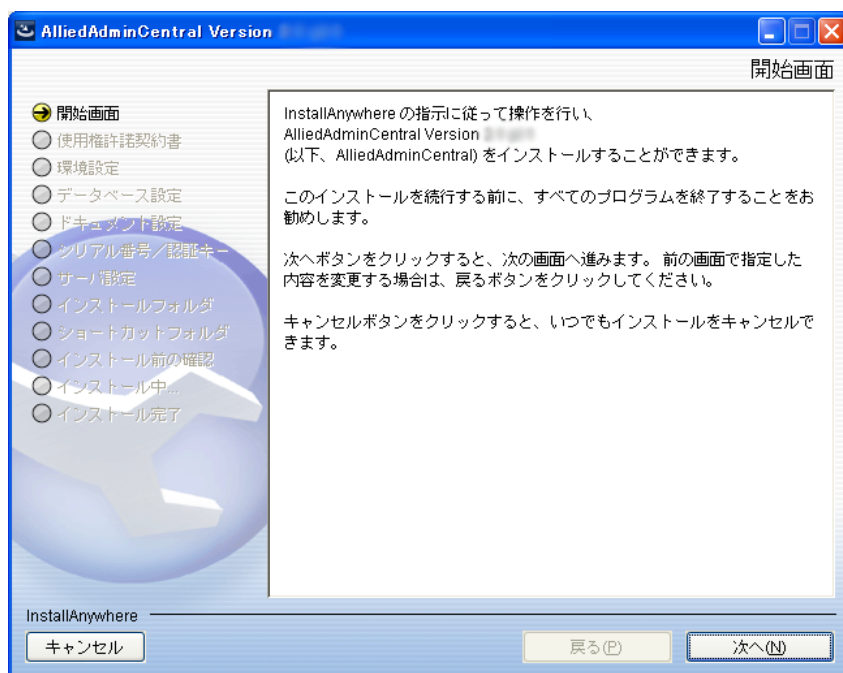 AlliedAdminCentral Version
開始画面
開始画面
使用権許諾契約書
環境設定
データベース設定
ドキュメント設定
シリアル番号／認証キー
サーバ設定
インストールフォルダ
ショートカットフォルダ
インストール前の確認
インストール中...
インストール完了
InstallAnywhere の指示に従って操作を行い、
AlliedAdminCentral Version
(以下、AlliedAdminCentral) をインストールすることができます。
このインストールを続行する前に、すべてのプログラムを終了することをお
勧めします。
次へボタンをクリックすると、次の画面へ進みます。 前の画面で指定した
内容を変更する場合は、戻るボタンをクリックしてください。
キャンセルボタンをクリックすると、いつでもインストールをキャンセルで
きます。
InstallAnywhere
キャンセル
戻る(P)
次へ(N)